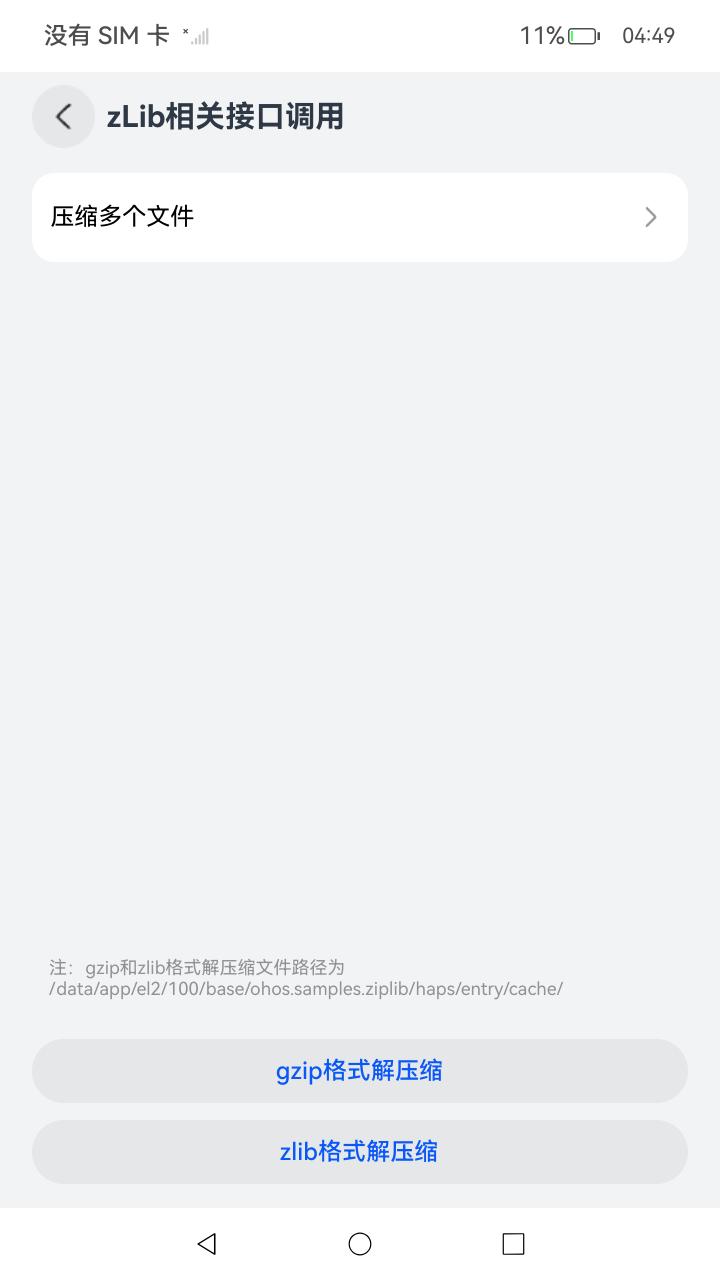 没有 SIM 卡
11%
04:49
zLib相关接口调用
压缩多个文件
注：gzip和zlib格式解压缩文件路径为
/data/app/el2/100/base/ohos.samples.ziplib/haps/entry/cache/
gzip格式解压缩
zlib格式解压缩